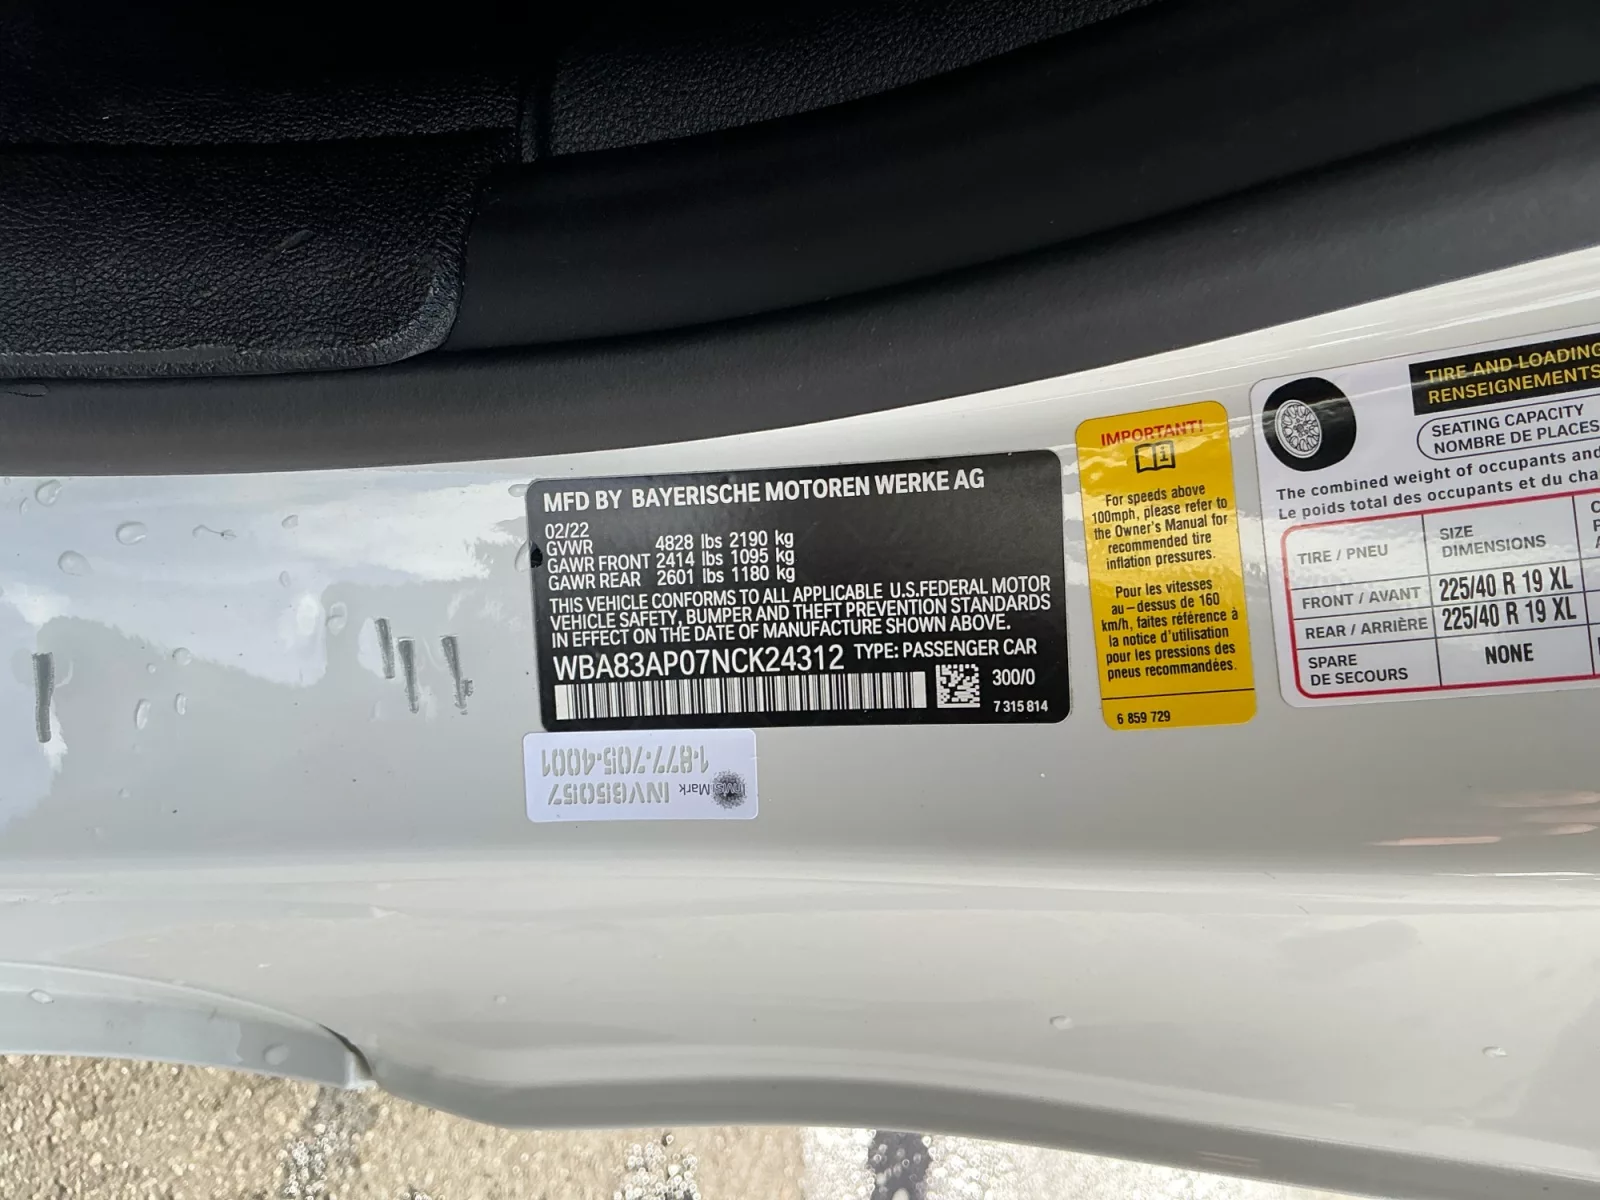 MFD BY BAYERISCHE MOTOREN WERKE AG
02/22
GVWR 4828 lbs 2190 kg
GAWR FRONT 2414 lbs 1095 kg
GAWR REAR 2601 lbs 1180 kg
THIS VEHICLE CONFORMS TO ALL APPLICABLE U.S.FEDERAL MOTOR
VEHICLE SAFETY, BUMPER AND THEFT PREVENTION STANDARDS
IN EFFECT ON THE DATE OF MANUFACTURE SHOWN ABOVE.
WBA83AP07NCK24312 TYPE: PASSENGER CAR
300/0
7 315 814
Mark
1-877-705-4001
IMPORTANT!
For speeds above
100mph, please refer to
the Owner's Manual for
recommended tire
inflation pressures.
Pour les vitesses
au-dessus de 160
km/h, faites référence à
la notice d'utilisation
pour les pressions des
pneus recommandées.
6 859 729
TIRE AND LOADING
RENSEIGNEMENTS
SEATING CAPACITY
NOMBRE DE PLACES
The combined weight of occupants and
Le poids total des occupants et du
TIRE / PNEU
SIZE
DIMENSIONS
FRONT / AVANT 225/40 R 19 XL
REAR / ARRIÈRE 225/40 R 19 XL
SPARE
DE SECOURS
NONE